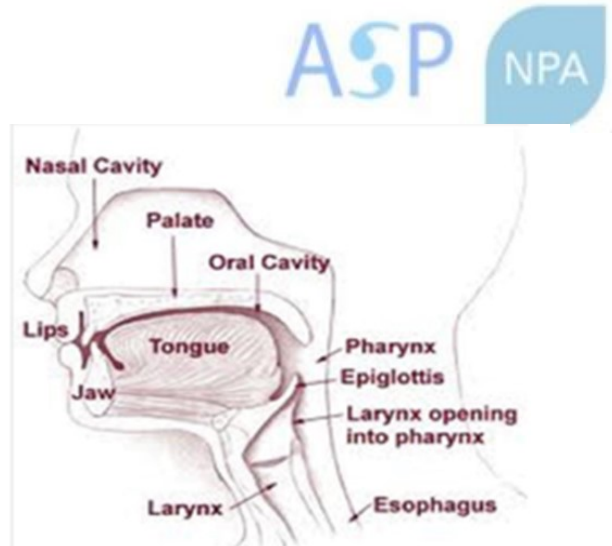 ASP NPA
Nasal Cavity
Palate
Oral Cavity
Lips
Tongue
Pharynx
Epiglottis
Jaw
Larynx opening
into pharynx
Larynx
Esophagus